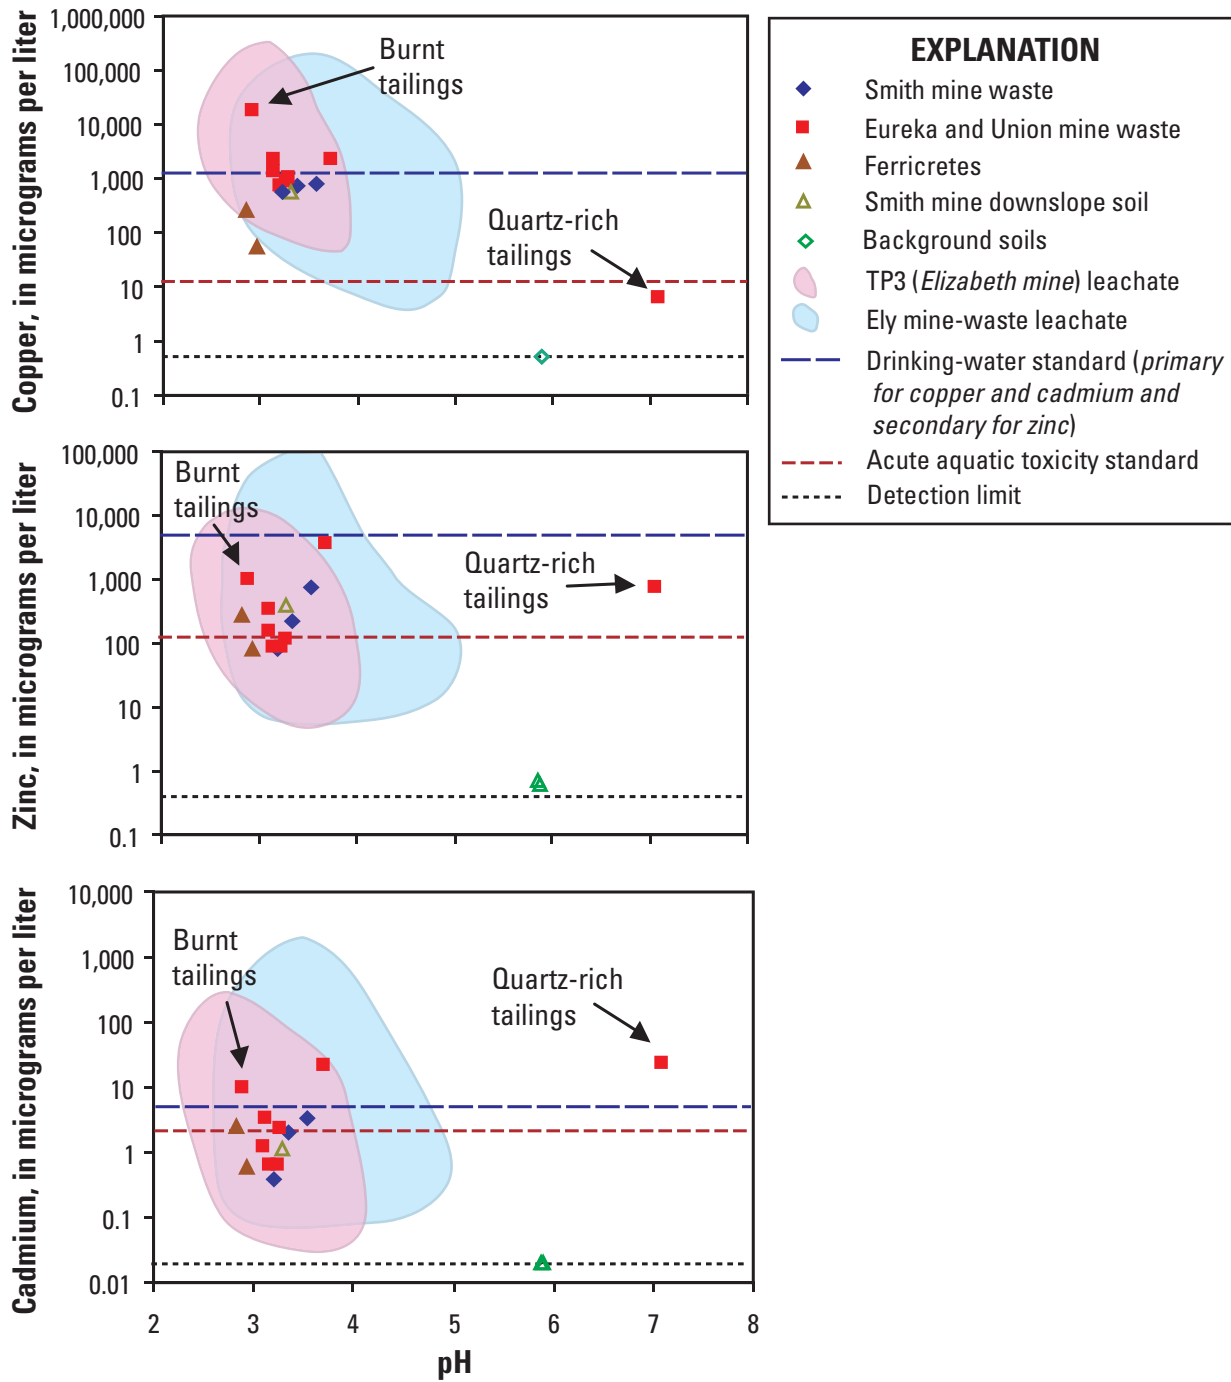 Copper, in micrograms per liter
1,000,000
100,000
10,000
1,000
100
10
1
0.1
Burnt
tailings
Quartz-rich
tailings
EXPLANATION
Smith mine waste
Eureka and Union mine waste
Ferricretes
Smith mine downslope soil
Background soils
TP3 (Elizabeth mine) leachate
Ely mine-waste leachate
Drinking-water standard (primary
for copper and cadmium and
secondary for zinc)
Acute aquatic toxicity standard
Detection limit
Zinc, in micrograms per liter
100,000
10,000
1,000
100
10
1
0.1
Burnt
tailings
Quartz-rich
tailings
Cadmium, in micrograms per liter
10,000
1,000
100
10
1
0.1
0.01
Burnt
tailings
Quartz-rich
tailings
2 3 4 5 6 7 8
pH